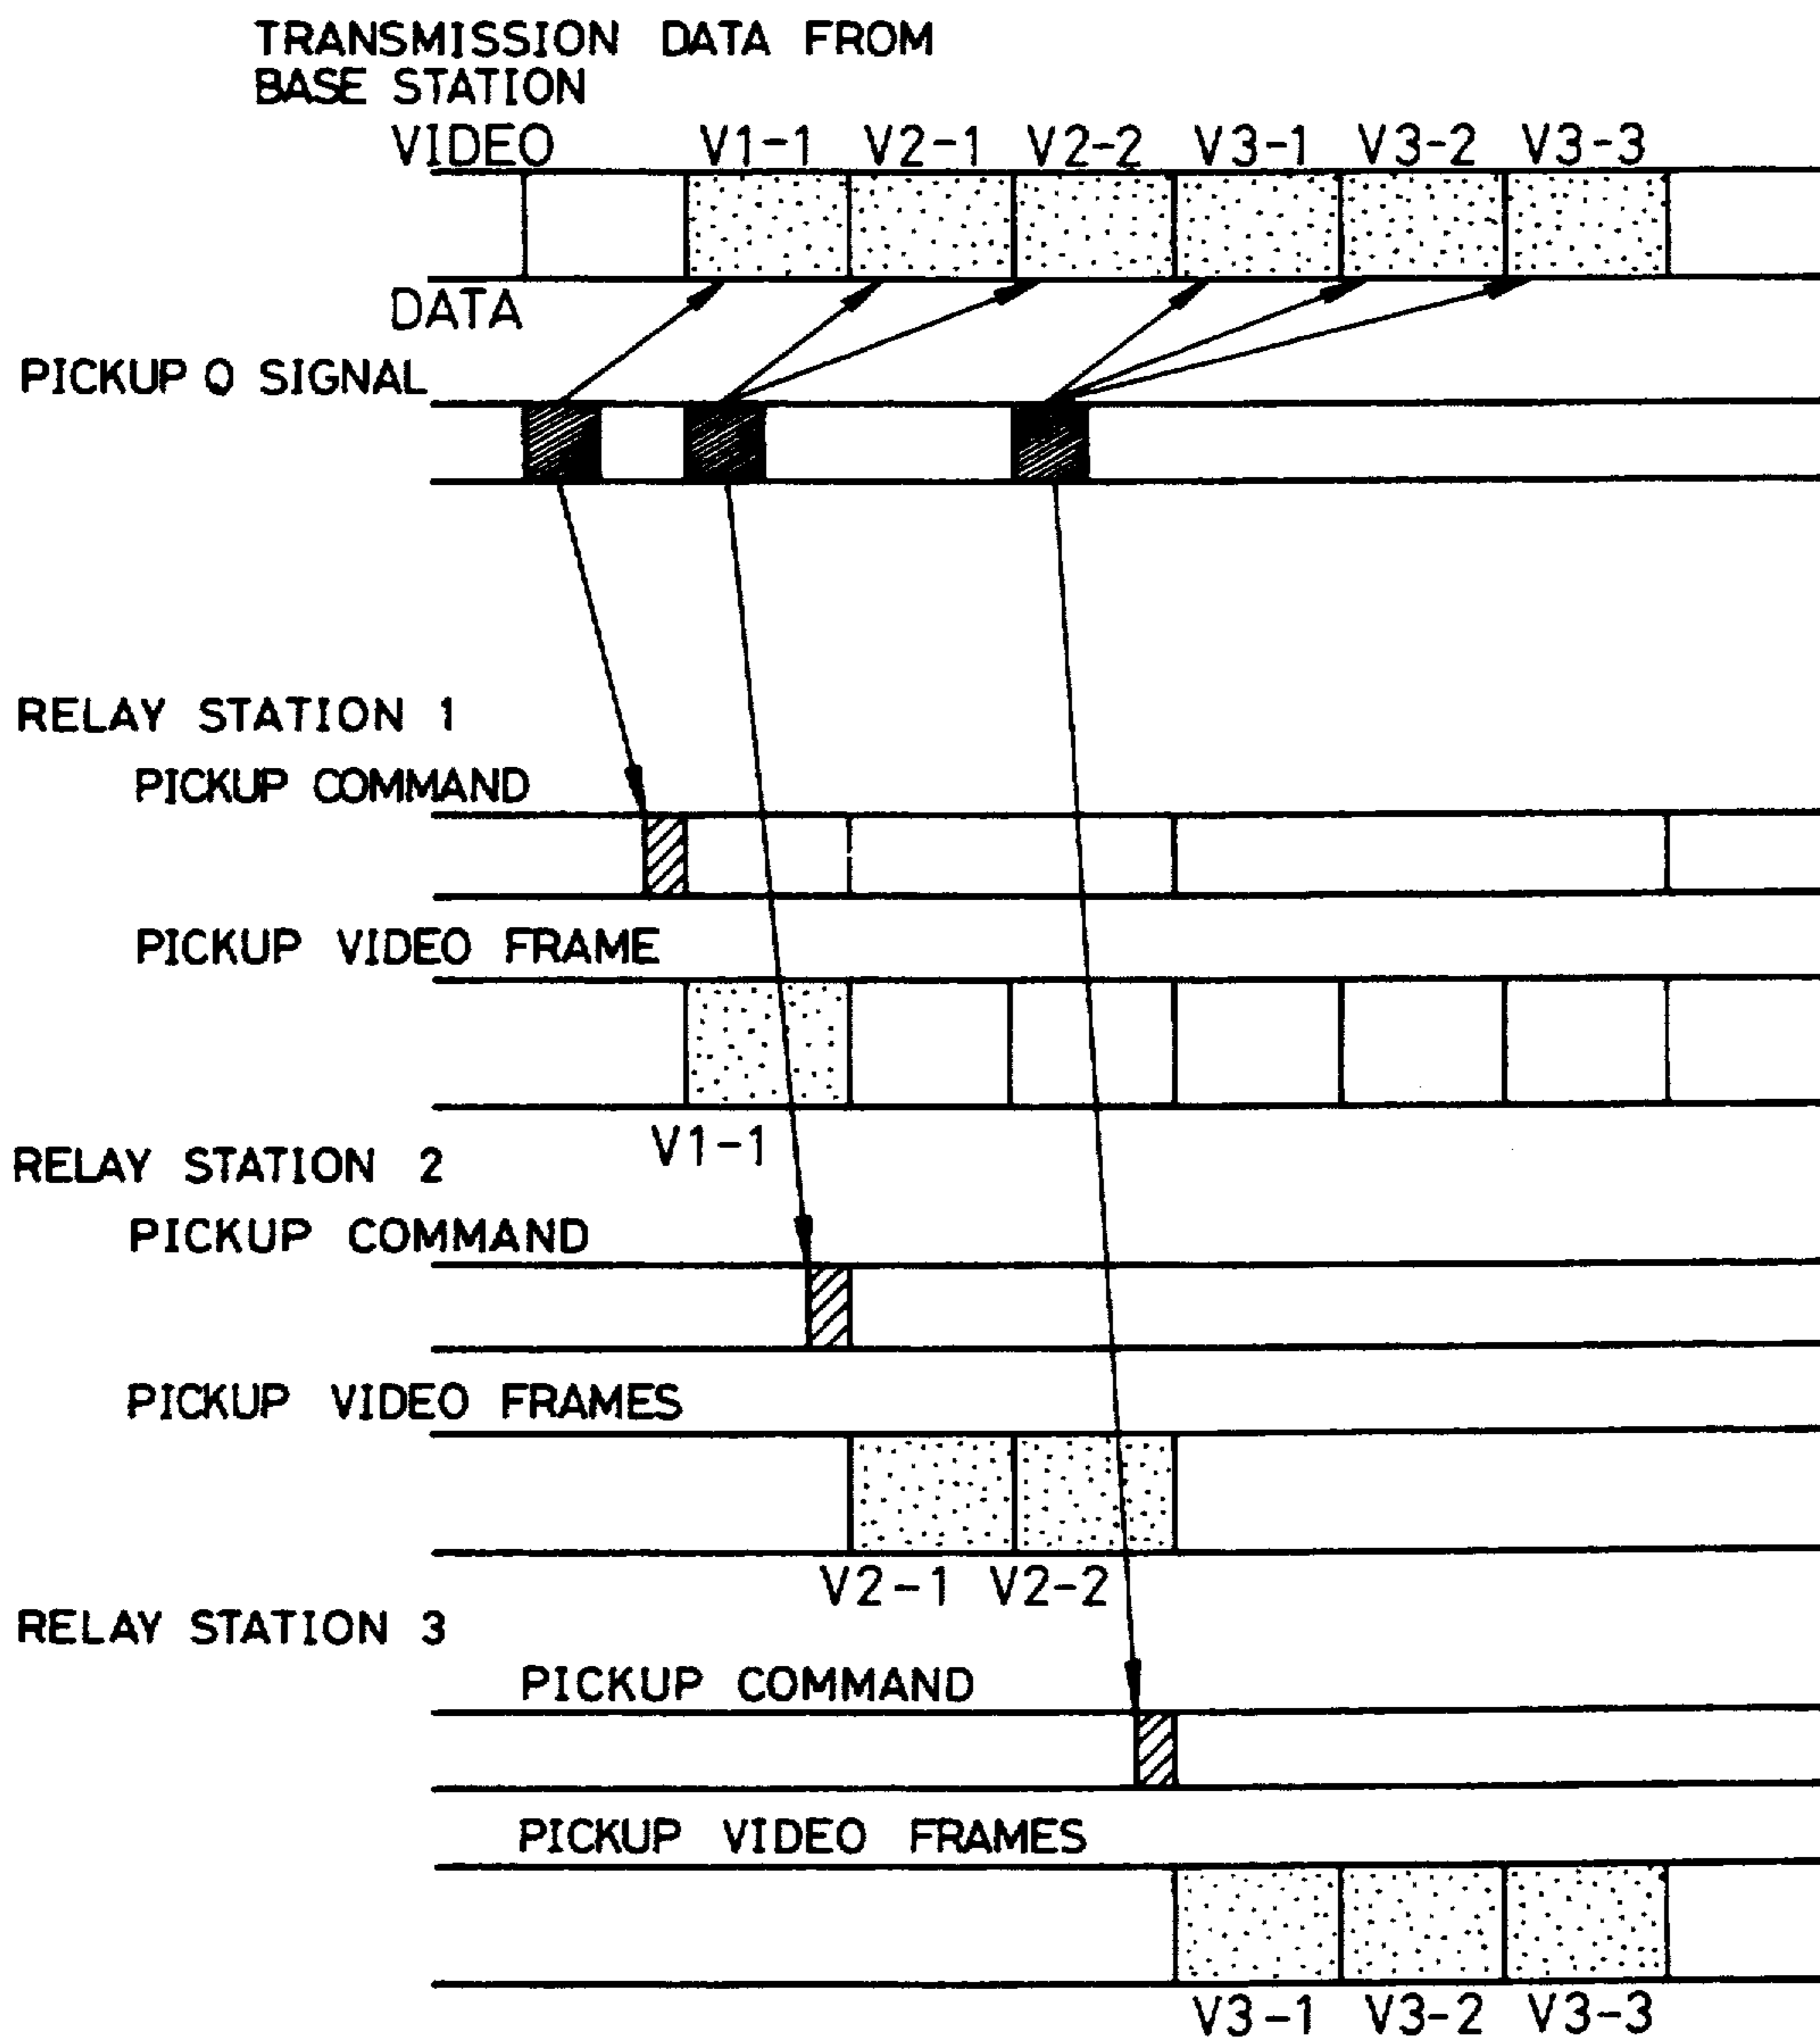 TRANSMISSION DATA FROM
BASE STATION
VIDEO V1-1 V2-1 V2-2 V3-1 V3-2 V3-3
DATA
PICKUP Q SIGNAL
RELAY STATION 1
PICKUP COMMAND
PICKUP VIDEO FRAME
V1-1
RELAY STATION 2
PICKUP COMMAND
PICKUP VIDEO FRAMES
V2-1 V2-2
RELAY STATION 3
PICKUP COMMAND
PICKUP VIDEO FRAMES
V3-1 V3-2 V3-3